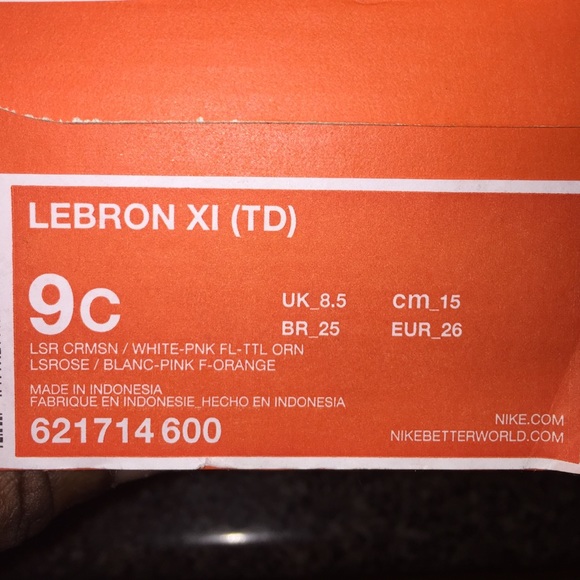 LEBRON XI (TD)
9C
UK_8.5 cm_15
BR_25 EUR_26
LSR CRMSN / WHITE-PNK FL-TTL ORN
LSROSE / BLANC-PINK F-ORANGE
MADE IN INDONESIA
FABRIQUE EN INDONESIE_HECHO EN INDONESIA
621714 600
NIKE.COM
NIKEBETTERWORLD.COM